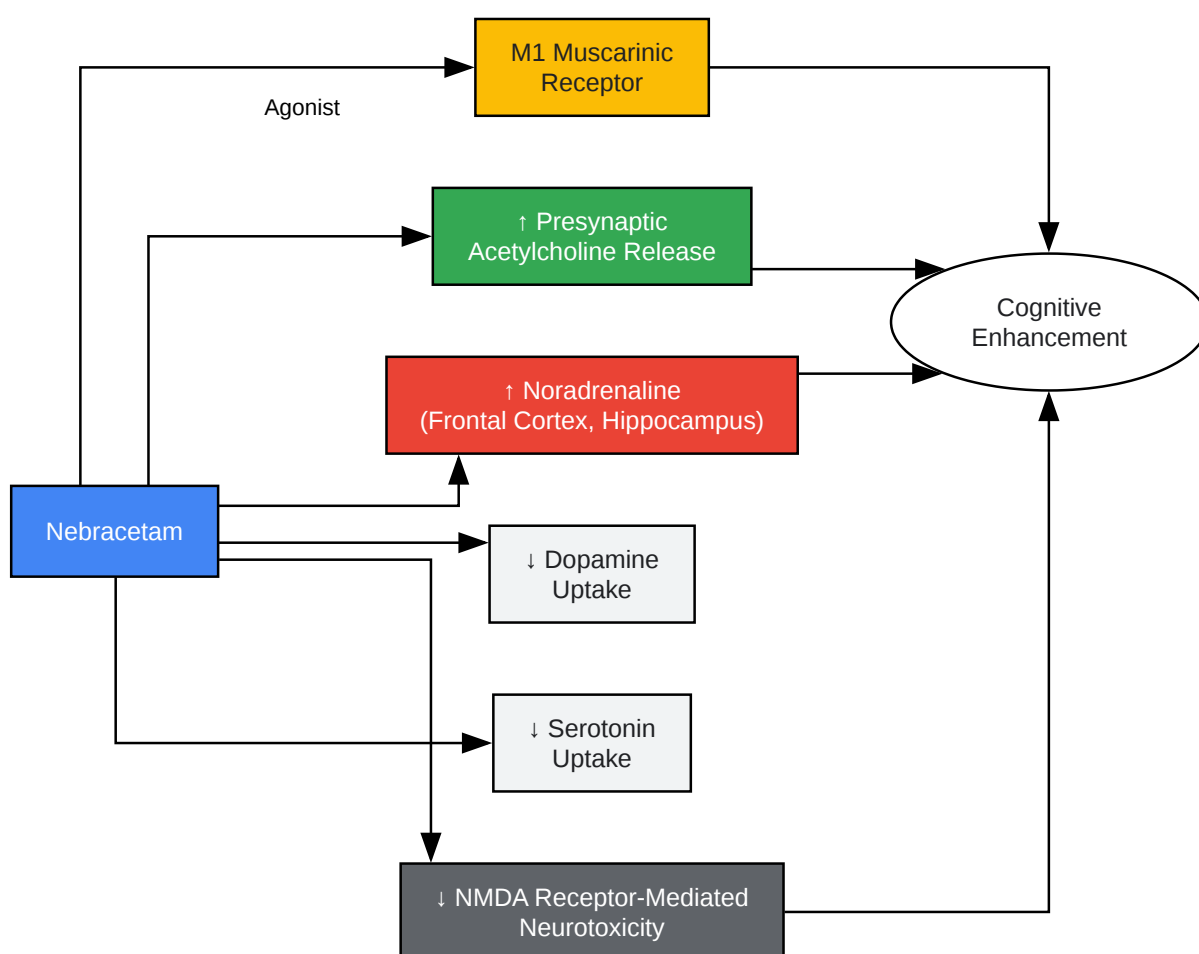 M1 Muscarinic
Receptor
Agonist
↑ Presynaptic
Acetylcholine Release
Cognitive
Enhancement
↑ Noradrenaline
(Frontal Cortex, Hippocampus)
Nebracetam
↓ Dopamine
Uptake
↓ Serotonin
Uptake
↓ NMDA Receptor-Mediated
Neurotoxicity